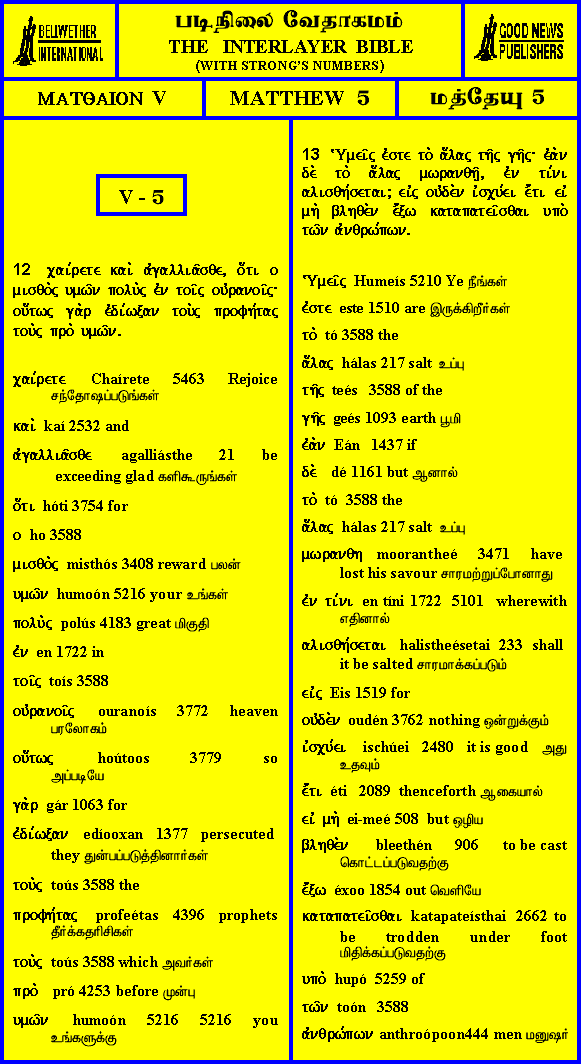 BELLWETHER
INTERNATIONAL
படிநிலை வேதாகமம்
THE INTERLAYER BIBLE
(WITH STRONG'S NUMBERS)
GOOD NEWS
PUBLISHERS
ΜΑΤΘΑΙΟΝ V
MATTHEW 5
மத்தேயு 5
V - 5
12 χαίρετε καὶ ἀγαλλιᾶσθε, ὅτι ο
μισθὸς υμῶν πολὺς ἐν τοῖς οὐρανοῖς·
οὕτως γὰρ ἐδίωξαν τοὺς προφήτας
τοὺς πρὸ υμῶν.
χαίρετε Chaírete 5463 Rejoice
சந்தோஷப்படுங்கள்
καὶ kaí 2532 and
ἀγαλλιᾶσθε agalliásthe 21 be
exceeding glad களிகூருங்கள்
ὅτι hóti 3754 for
ο ho 3588
μισθὸς misthós 3408 reward பலன்
υμῶν humoón 5216 your உங்கள்
πολὺς polús 4183 great மிகுதி
ἐν en 1722 in
τοῖς toís 3588
οὐρανοῖς ouranoís 3772 heaven
பரலோகம்
οὕτως hoútoos 3779 so
அப்படியே
γὰρ gár 1063 for
ἐδίωξαν edíooxan 1377 persecuted
they துன்பப்படுத்தினார்கள்
τοὺς toús 3588 the
προφήτας profeétas 4396 prophets
தீர்க்கதரிசிகள்
τοὺς toús 3588 which அவர்கள்
πρὸ pró 4253 before முன்பு
υμῶν humoón 5216 5216 you
உங்களுக்கு
13 Ὑμεῖς ἐστε τὸ ἅλας τῆς γῆς· ἐὰν
δὲ τὸ ἅλας μωρανθῇ, ἐν τίνι
αλισθήσεται; εἰς οὐδὲν ἰσχύει ἔτι εἰ
μὴ βληθὲν ἔξω καταπατεῖσθαι υπὸ
τῶν ἀνθρώπων.
Ὑμεῖς Humeís 5210 Ye நீங்கள்
ἐστε este 1510 are இருக்கிறீர்கள்
τὸ tó 3588 the
ἅλας hálas 217 salt உப்பு
τῆς teés 3588 of the
γῆς geés 1093 earth பூமி
ἐὰν Eán 1437 if
δὲ dé 1161 but ஆனால்
τὸ tó 3588 the
ἅλας hálas 217 salt உப்பு
μωρανθη moorantheé 3471 have
lost his savour சாரமற்றுப்போனாது
ἐν τίνι en tíni 1722 5101 wherewith
எதினால்
αλισθήσεται halistheésetai 233 shall
it be salted சாரமாக்கப்படும்
εἰς Eis 1519 for
οὐδὲν oudén 3762 nothing ஒன்றுக்கும்
ἰσχύει ischúei 2480 it is good அது
உதவும்
ἔτι éti 2089 thenceforth ஆகையால்
εἰ μὴ ei-meé 508 but ஒழிய
βληθὲν bleethén 906 to be cast
கொட்டப்படுவதற்கு
ἔξω éxoo 1854 out வெளியே
καταπατεῖσθαι katapateísthai 2662 to
be trodden under foot
மிதிக்கப்படுவதற்கு
υπὸ hupó 5259 of
τῶν toón 3588
ἀνθρώπων anthroópoon444 men மனுஷர்